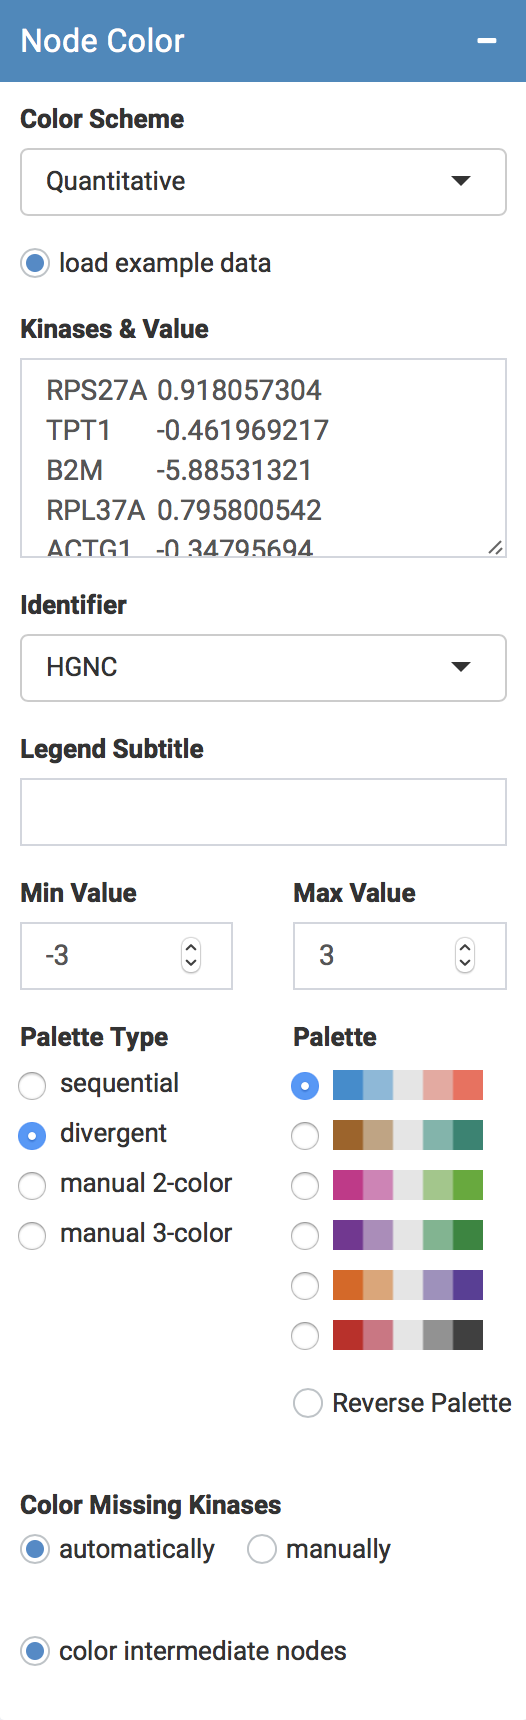 Node Color
Color Scheme
Quantitative
load example data
Kinases & Value
RPS27A 0.918057304
TPT1 -0.461969217
B2M -5.88531321
RPL37A 0.795800542
ACTG1 -0.34795694
Identifier
HGNC
Legend Subtitle
Min Value Max Value
-3 3
Palette Type Palette
sequential
divergent
manual 2-color
manual 3-color
Reverse Palette
Color Missing Kinases
automatically manually
color intermediate nodes